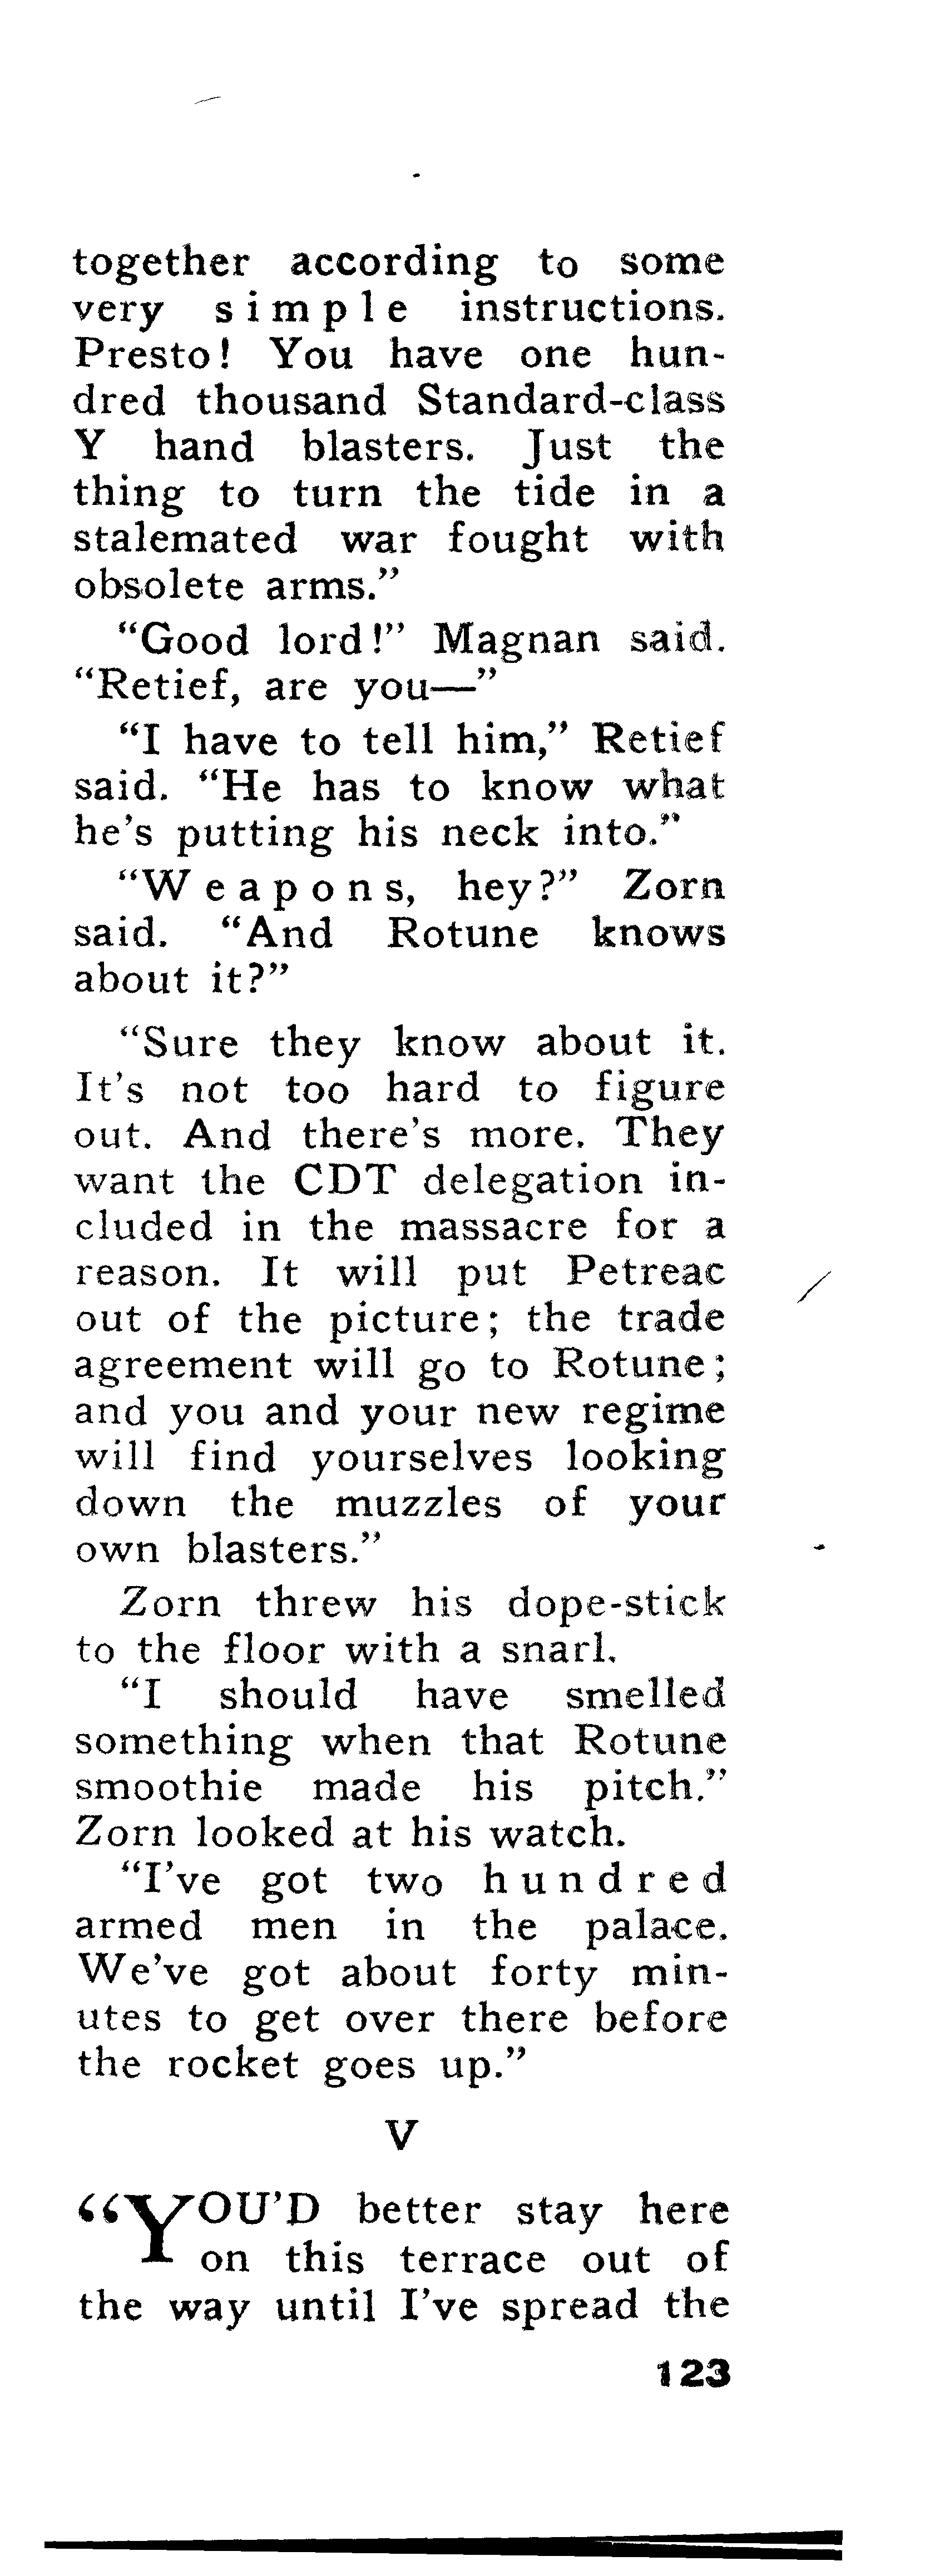 together according to some
very simple instructions.
Presto! You have one hun-
dred thousand Standard-class
Y hand blasters. Just the
thing to turn the tide in a
stalemated war fought with
obsolete arms.”
“Good lord!” Magnan said.
“Retief, are you—”
“I have to tell him,” Retief
said. “He has to know what
he’s putting his neck into.”
“Weapons, hey?” Zorn
said. “And Rotune knows
about it?”
“Sure they know about it.
It’s not too hard to figure
out. And there’s more. They
want the CDT delegation in-
cluded in the massacre for a
reason. It will put Petreac
out of the picture; the trade
agreement will go to Rotune;
and you and your new regime
will find yourselves looking
down the muzzles of your
own blasters.”
Zorn threw his dope-stick
to the floor with a snarl.
“I should have smelled
something when that Rotune
smoothie made his pitch.”
Zorn looked at his watch.
“I’ve got two hundred
armed men in the palace.
We’ve got about forty min-
utes to get over there before
the rocket goes up.”
V
“YOU’D better stay here
on this terrace out of
the way until I’ve spread the
123